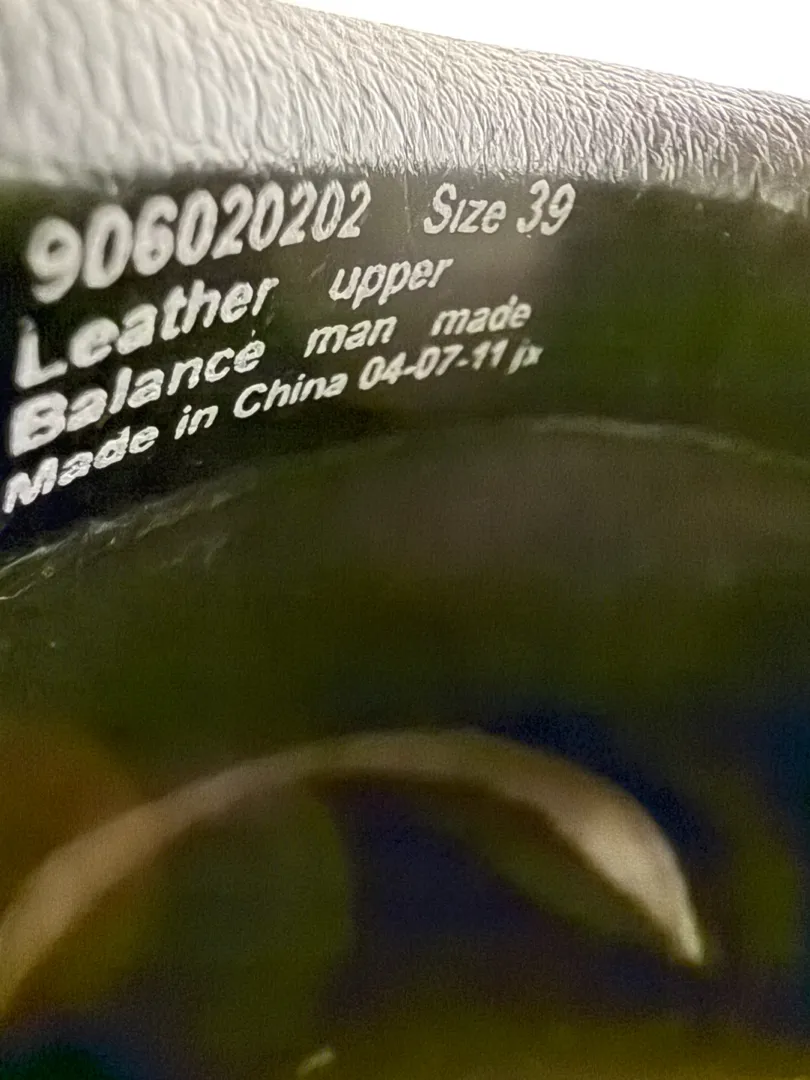 906020202 Size 39
Leather upper
Balance man made
Made in China 04-07-11 jx